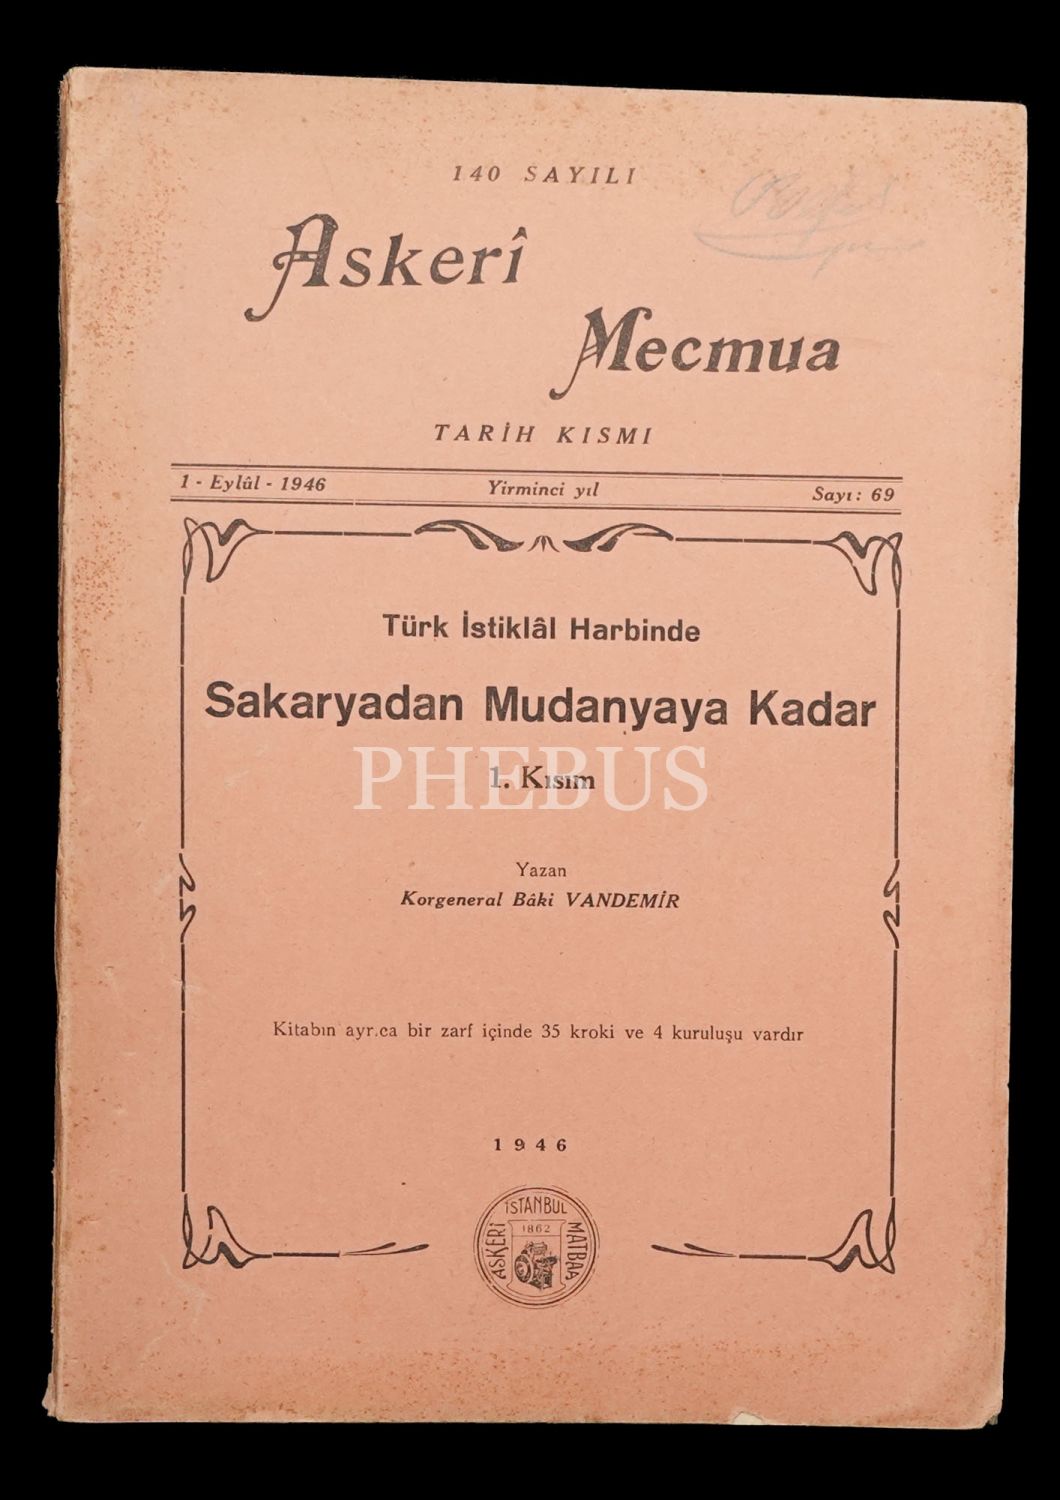 140 SAYILI
Askerî
Mecmua
TARİH KISMI
1 - Eylûl - 1946 Yirminci yıl Sayı: 69
Türk İstiklâl Harbinde
Sakaryadan Mudanyaya Kadar
PHEBUS
1. Kısım
Yazan
Korgeneral Bâki VANDEMİR
Kitabın ayr.ca bir zarf içinde 35 kroki ve 4 kuruluşu vardır
1946
ASKERÎ İSTANBUL MATBAA
1862